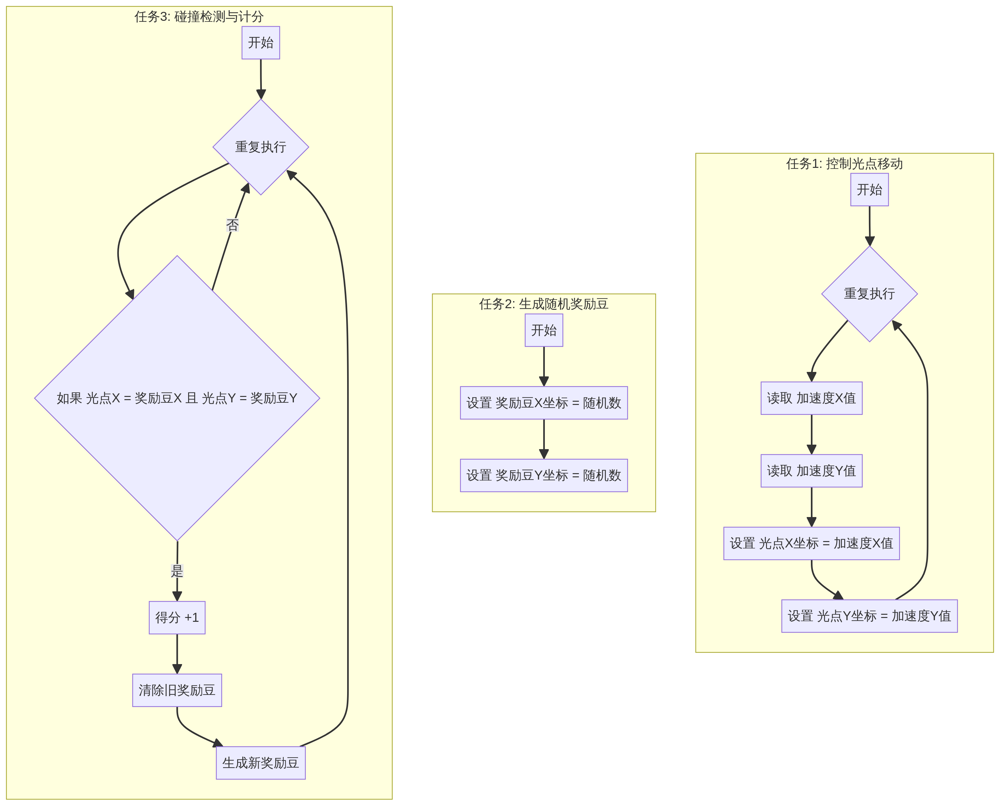 任务3: 碰撞检测与计分
开始
重复执行
否
如果 光点X = 奖励豆X 且 光点Y = 奖励豆Y
是
得分 +1
清除旧奖励豆
生成新奖励豆
任务2: 生成随机奖励豆
开始
设置 奖励豆X坐标 = 随机数
设置 奖励豆Y坐标 = 随机数
任务1: 控制光点移动
开始
重复执行
读取 加速度X值
读取 加速度Y值
设置 光点X坐标 = 加速度X值
设置 光点Y坐标 = 加速度Y值